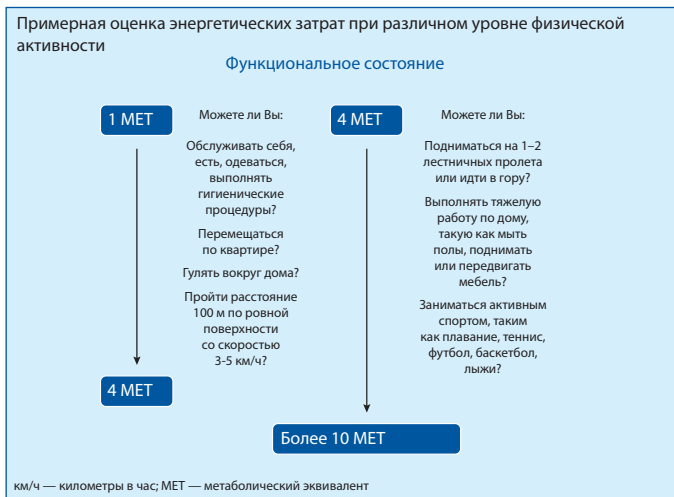 Примерная оценка энергетических затрат при различном уровне физической
активности
Функциональное состояние
1 МЕТ
Можете ли Вы:
Обслуживать себя,
есть, одеваться,
выполнять
гигиенические
процедуры?
Перемещаться
по квартире?
Гулять вокруг дома?
Пройти расстояние
100 м по ровной
поверхности
со скоростью
3-5 км/ч?
4 МЕТ
4 МЕТ
Можете ли Вы:
Подниматься на 1–2
лестничных пролета
или идти в гору?
Выполнять тяжелую
работу по дому,
такую как мыть
полы, поднимать
или передвигать
мебель?
Заниматься активным
спортом, таким
как плавание, теннис,
футбол, баскетбол,
лыжи?
Более 10 МЕТ
км/ч — километры в час; МЕТ — метаболический эквивалент